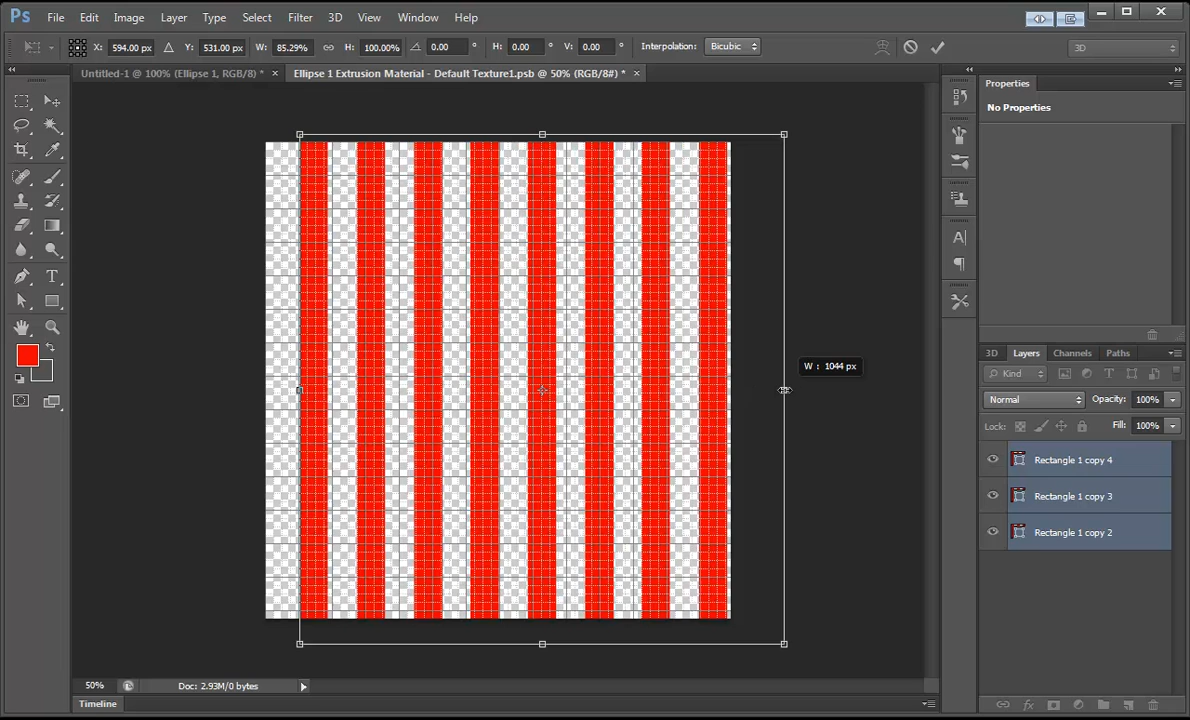 Ps File Edit Image Layer Type Select Filter 3D View Window Help
X: 594.00 px Y: 531.00 px W: 85.29% H: 100.00% 0.00 ° H: 0.00 ° V: 0.00 ° Interpolation: Bicubic 3D
Untitled-1 @ 100% (Ellipse 1, RGB/8) * × Ellipse 1 Extrusion Material - Default Texture1.psb @ 50% (RGB/8#) * ×
Properties
No Properties
W : 1044 px
3D Layers Channels Paths
Kind
Normal Opacity: 100%
Lock: Fill: 100%
Rectangle 1 copy 4
Rectangle 1 copy 3
Rectangle 1 copy 2
50% Doc: 2.93M/0 bytes
Timeline